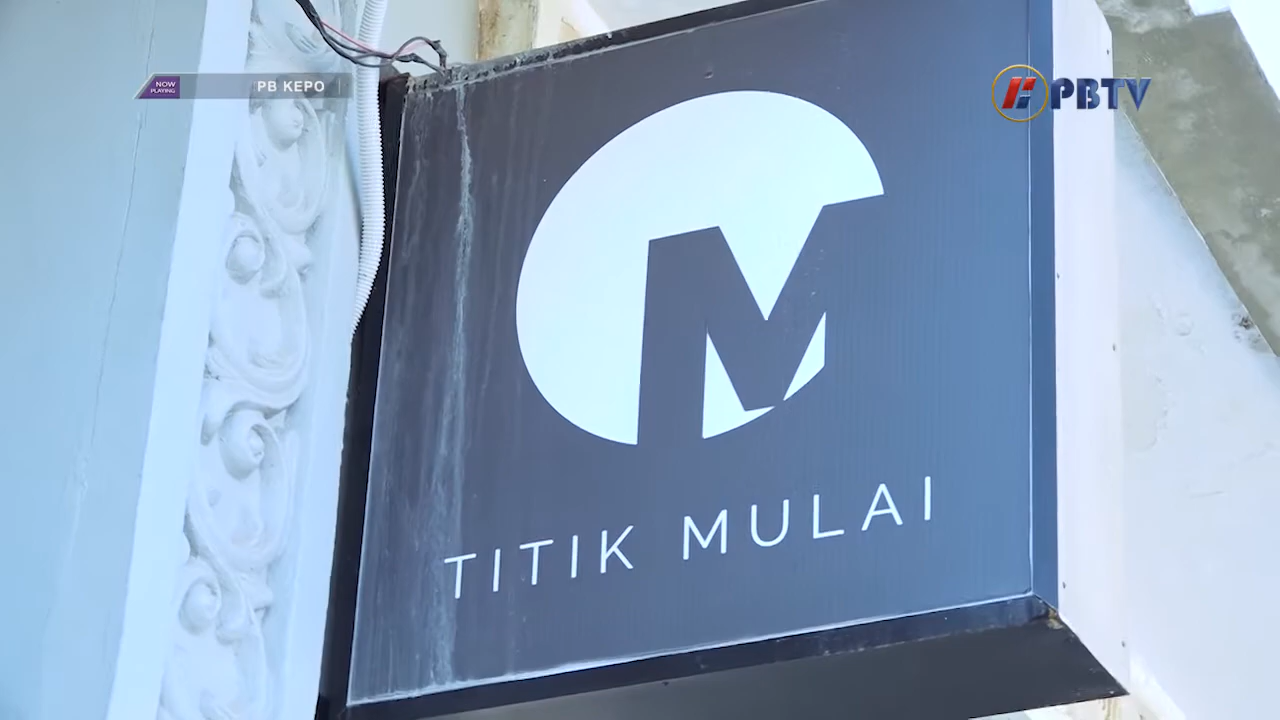 NOW
PLAYING
PB KEPO
PBTV
M
TITIK MULAI